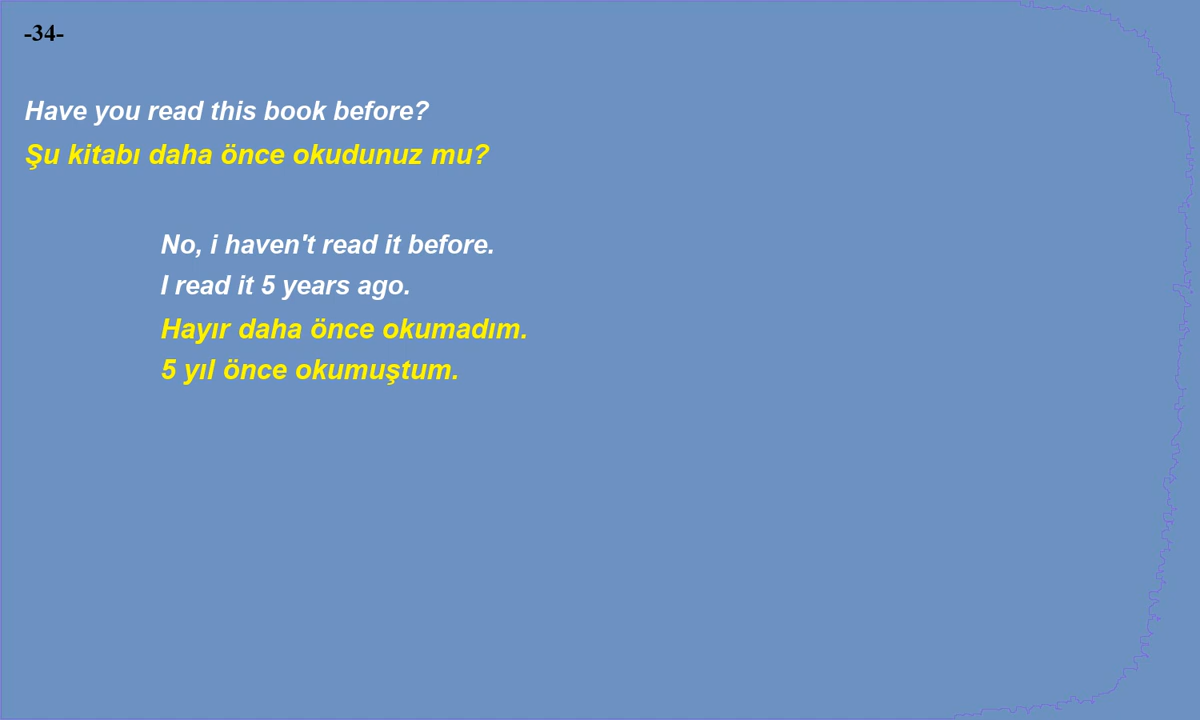 -34-
Have you read this book before?
Şu kitabı daha önce okudunuz mu?
No, i haven't read it before.
I read it 5 years ago.
Hayır daha önce okumadım.
5 yıl önce okumuştum.